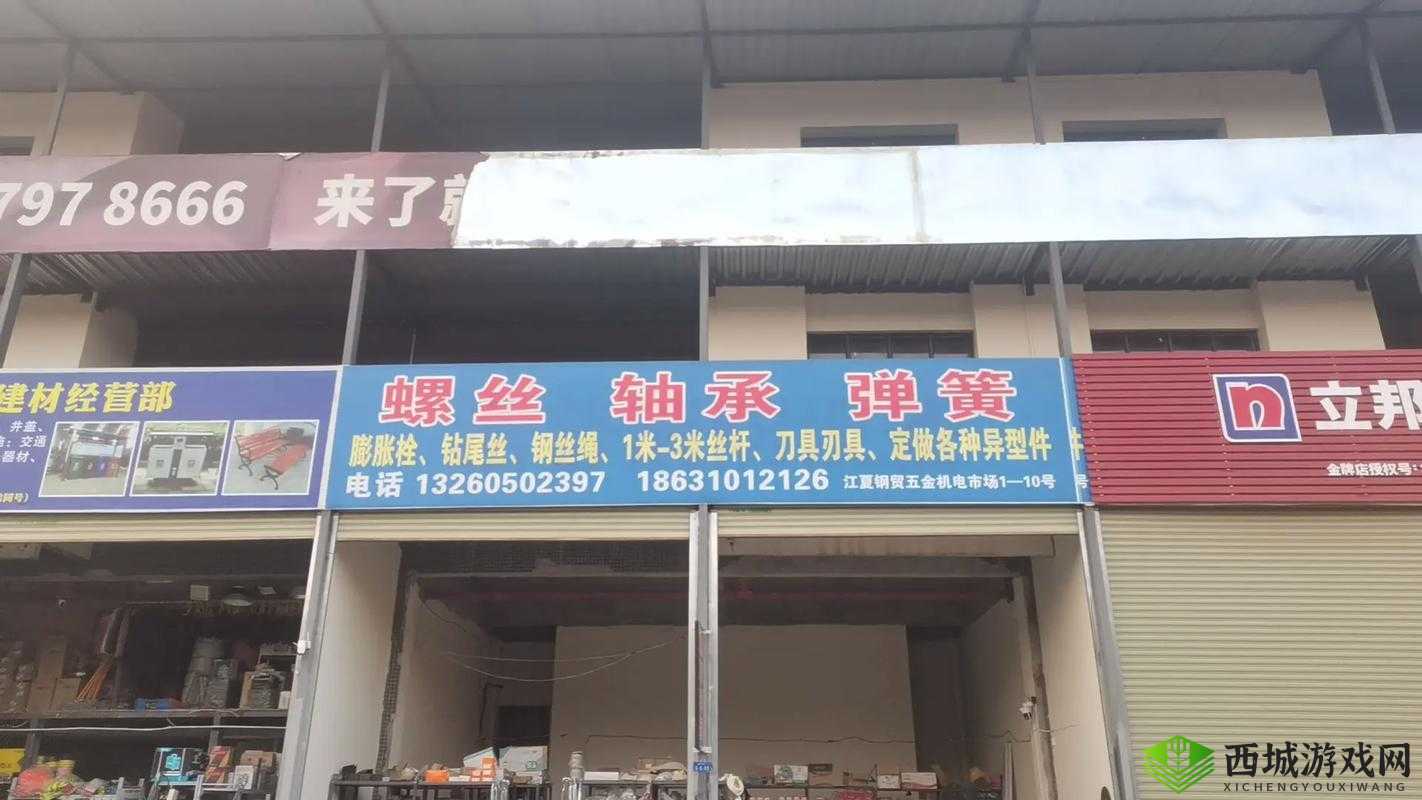 797 8666 来了
建材经营部
井盖、
施：交通
器材、
螺丝 轴承 弹簧
膨胀栓、钻尾丝、钢丝绳、1米-3米丝杆、刀具刃具、定做各种异型件 件
电话 13260502397 18631012126 江夏钢贸五金机电市场1—10号 号
n 立邦
金牌店授权号:
西城游戏网
XICHENGYOUXIWANG